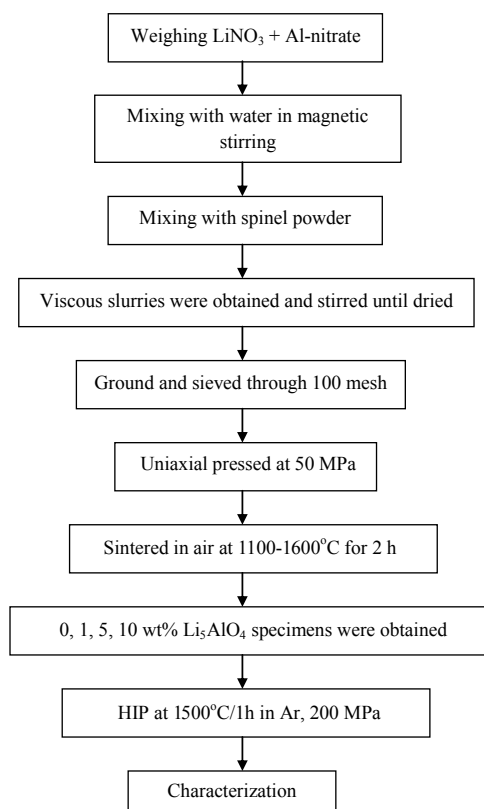 Weighing LiNO₃ + Al-nitrate
Mixing with water in magnetic
stirring
Mixing with spinel powder
Viscous slurries were obtained and stirred until dried
Ground and sieved through 100 mesh
Uniaxial pressed at 50 MPa
Sintered in air at 1100-1600°C for 2 h
0, 1, 5, 10 wt% Li₅AlO₄ specimens were obtained
HIP at 1500°C/1h in Ar, 200 MPa
Characterization